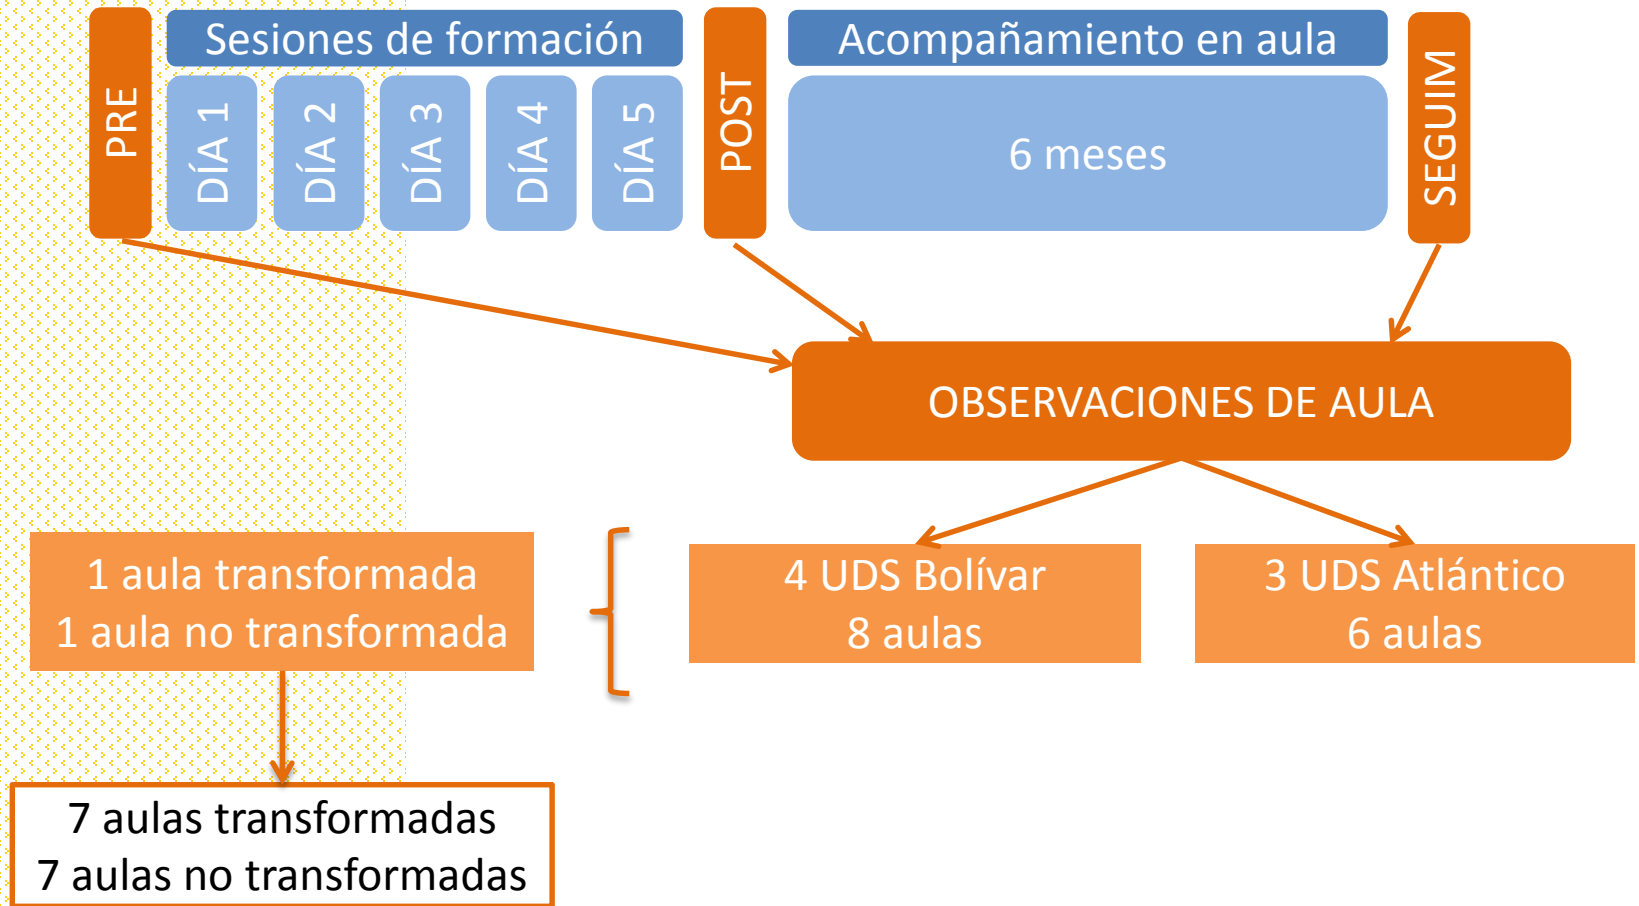 PRE
Sesiones de formación
DÍA 1
DÍA 2
DÍA 3
DÍA 4
DÍA 5
POST
Acompañamiento en aula
6 meses
SEGUIM
OBSERVACIONES DE AULA
1 aula transformada
1 aula no transformada
4 UDS Bolívar
8 aulas
3 UDS Atlántico
6 aulas
7 aulas transformadas
7 aulas no transformadas